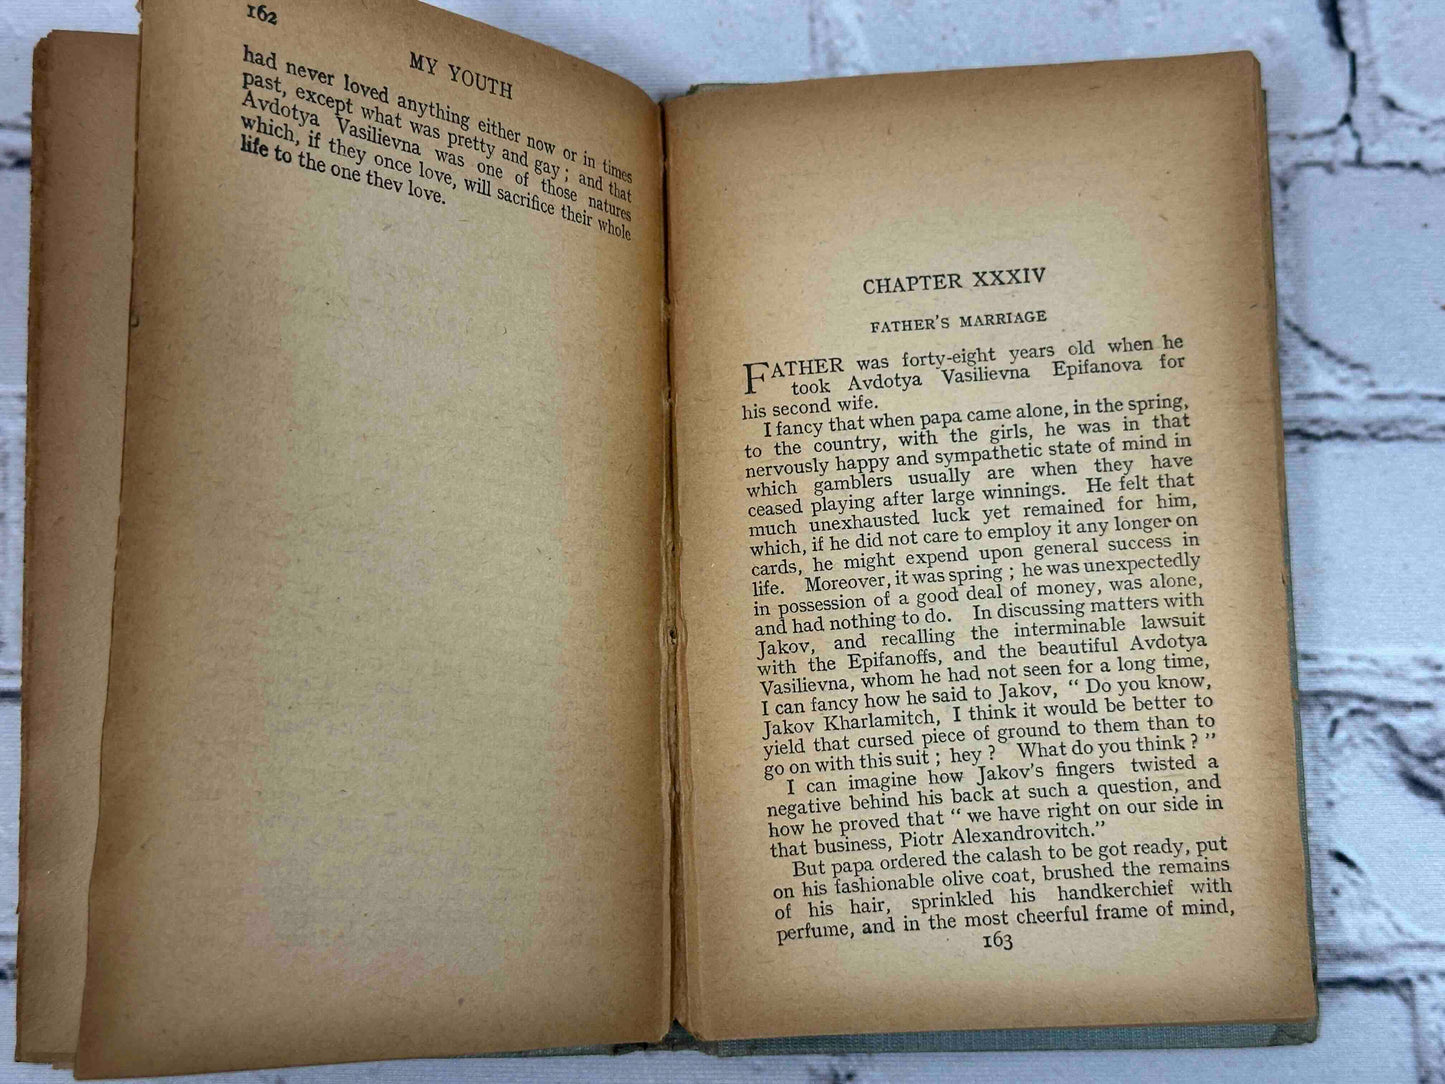 162
MY YOUTH
had never loved anything either now or in times
past, except what was pretty and gay ; and that
Avdotya Vasilievna was one of those natures
which, if they once love, will sacrifice their whole
life to the one they love.
CHAPTER XXXIV
FATHER'S MARRIAGE
FATHER was forty-eight years old when he
took Avdotya Vasilievna Epifanova for
his second wife.
I fancy that when papa came alone, in the spring,
to the country, with the girls, he was in that
nervously happy and sympathetic state of mind in
which gamblers usually are when they have
ceased playing after large winnings. He felt that
much unexhausted luck yet remained for him,
which, if he did not care to employ it any longer on
cards, he might expend upon general success in
life. Moreover, it was spring ; he was unexpectedly
in possession of a good deal of money, was alone,
and had nothing to do. In discussing matters with
Jakov, and recalling the interminable lawsuit
with the Epifanoffs, and the beautiful Avdotya
Vasilievna, whom he had not seen for a long time,
I can fancy how he said to Jakov, “ Do you know,
Jakov Kharlamitch, I think it would be better to
yield that cursed piece of ground to them than to
go on with this suit ; hey ? What do you think ? ”
I can imagine how Jakov's fingers twisted a
negative behind his back at such a question, and
how he proved that “ we have right on our side in
that business, Piotr Alexandrovitch.”
But papa ordered the calash to be got ready, put
on his fashionable olive coat, brushed the remains
of his hair, sprinkled his handkerchief with
perfume, and in the most cheerful frame of mind,
163